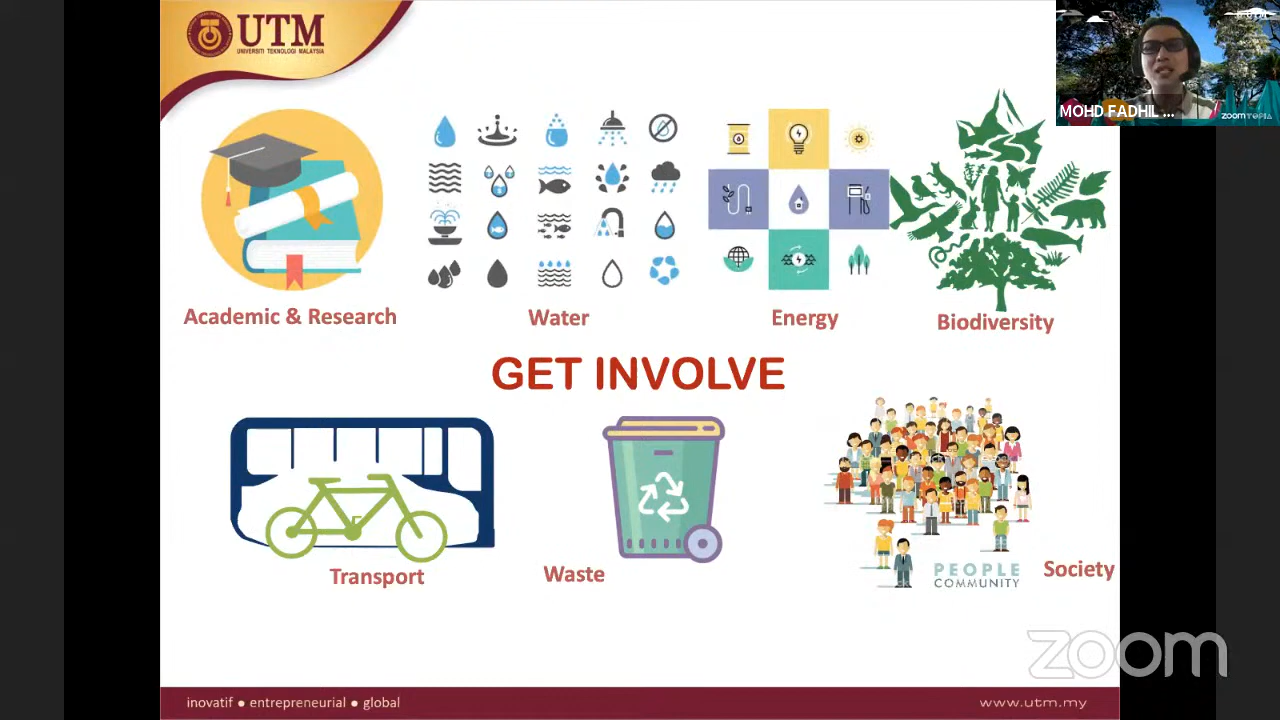 UTM
UNIVERSITI TEKNOLOGI MALAYSIA
MOHD FADHIL ...
zoomtopia
Academic & Research
Water
Energy
Biodiversity
GET INVOLVE
Transport
Waste
PEOPLE
COMMUNITY
Society
zoom
inovatif ● entrepreneurial ● global
www.utm.my